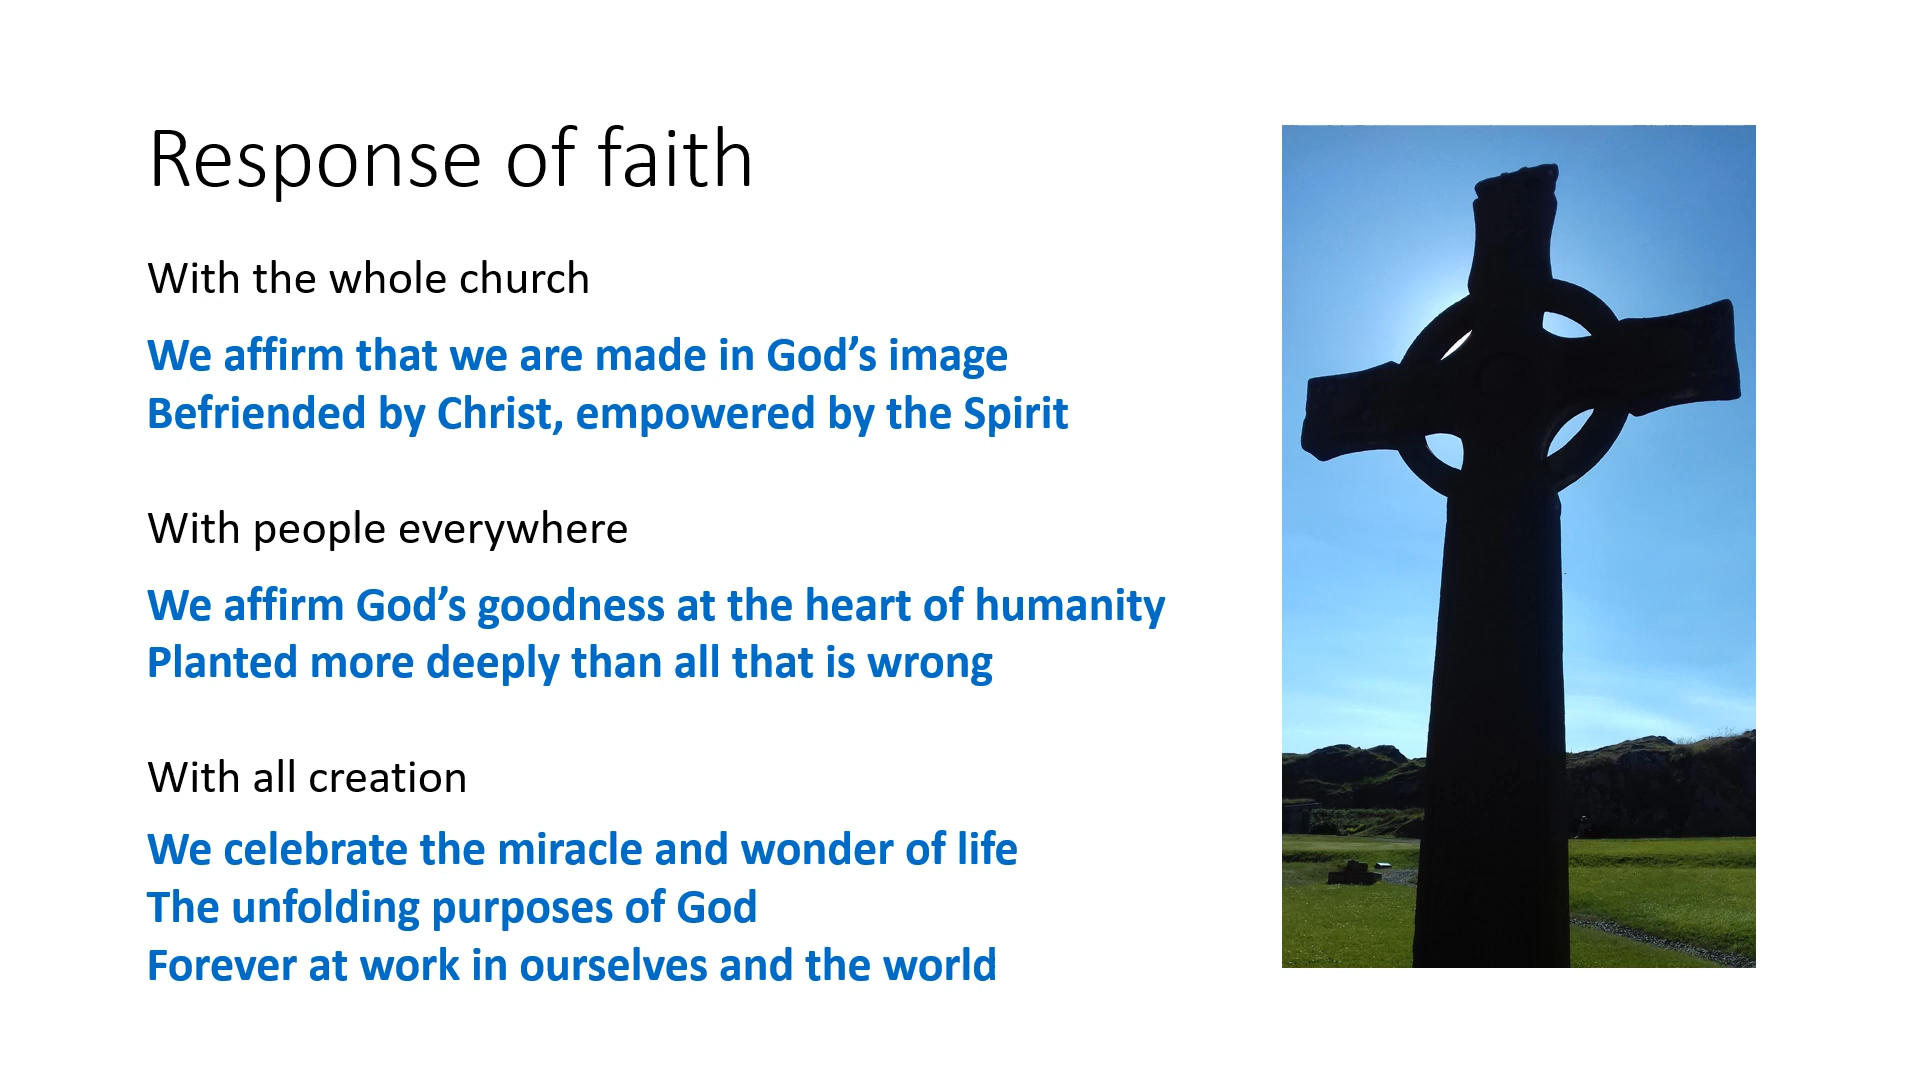 Response of faith
With the whole church
We affirm that we are made in God’s image
Befriended by Christ, empowered by the Spirit
With people everywhere
We affirm God’s goodness at the heart of humanity
Planted more deeply than all that is wrong
With all creation
We celebrate the miracle and wonder of life
The unfolding purposes of God
Forever at work in ourselves and the world